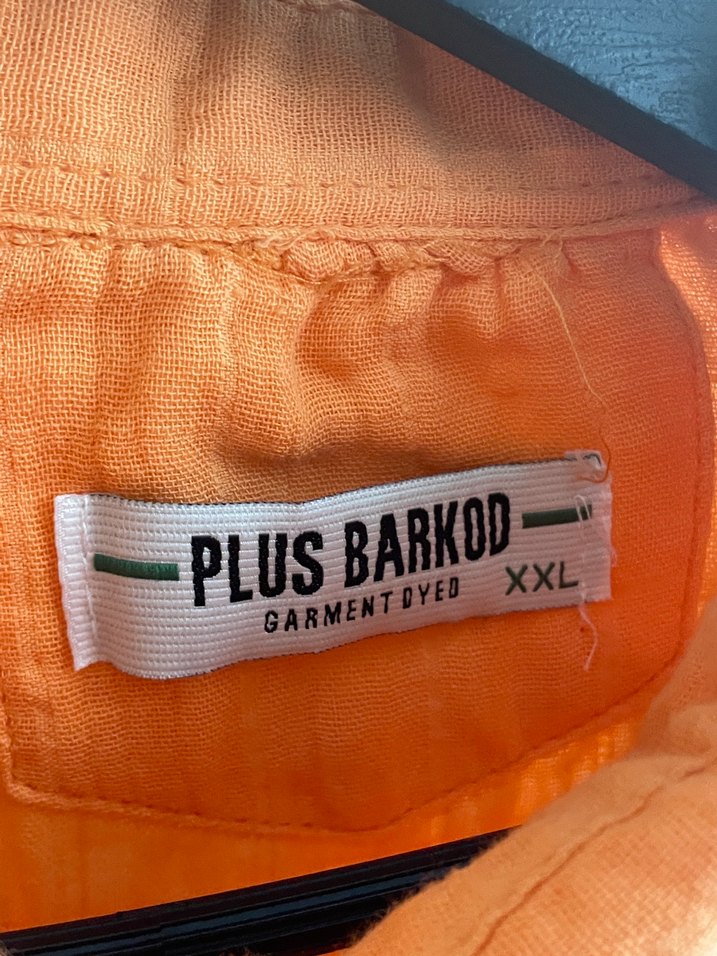 PLUS BARKOD
GARMENT DYED
XXL